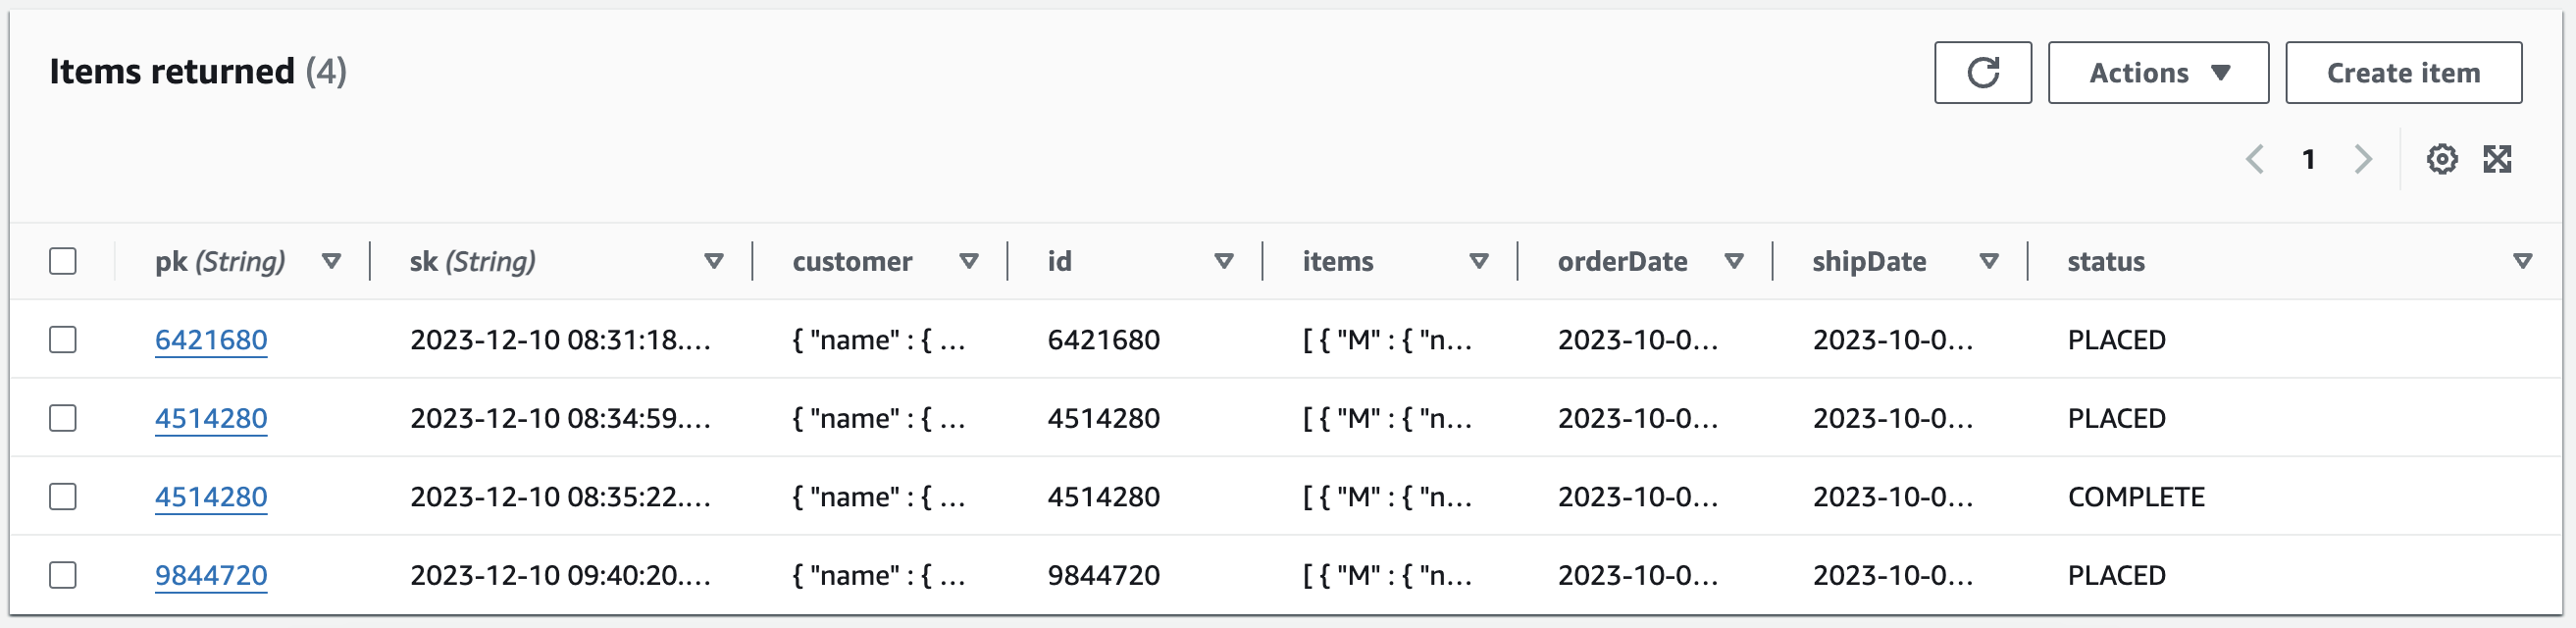 Items returned (4)
Actions
Create item
1
pk (String) sk (String) customer id items orderDate shipDate status
6421680 2023-12-10 08:31:18.... { "name" : { ... 6421680 [ { "M" : { "n... 2023-10-0... 2023-10-0... PLACED
4514280 2023-12-10 08:34:59.... { "name" : { ... 4514280 [ { "M" : { "n... 2023-10-0... 2023-10-0... PLACED
4514280 2023-12-10 08:35:22.... { "name" : { ... 4514280 [ { "M" : { "n... 2023-10-0... 2023-10-0... COMPLETE
9844720 2023-12-10 09:40:20.... { "name" : { ... 9844720 [ { "M" : { "n... 2023-10-0... 2023-10-0... PLACED